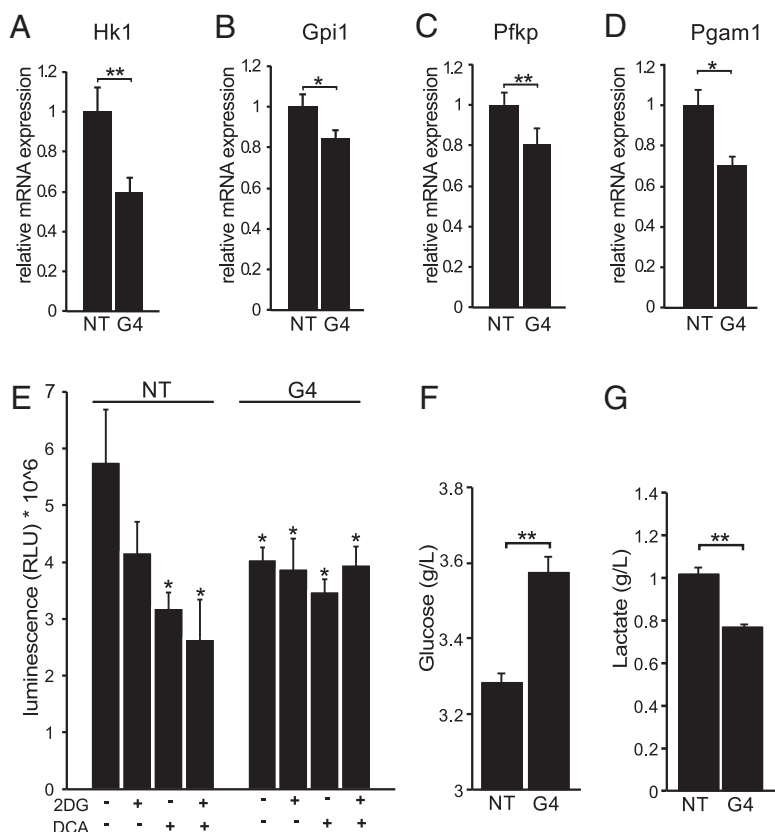 A Hk1
relative mRNA expression
1.2
1
0.8
0.6
0.4
0.2
0
**
NT G4
B Gpi1
relative mRNA expression
1.2
1
0.8
0.6
0.4
0.2
0
*
NT G4
C Pfkp
relative mRNA expression
1.2
1
0.8
0.6
0.4
0.2
0
**
NT G4
D Pgam1
relative mRNA expression
1.2
1
0.8
0.6
0.4
0.2
0
*
NT G4
E
NT G4
luminescence (RLU) * 10^6
7
6
5
4
3
2
1
0
* * * * * *
2DG - + - + - + - +
DCA - - + + - - + +
F
Glucose (g/L)
3.8
3.6
3.4
3.2
3
**
NT G4
G
Lactate (g/L)
1.4
1.2
1
0.8
0.6
0.4
0.2
0
**
NT G4